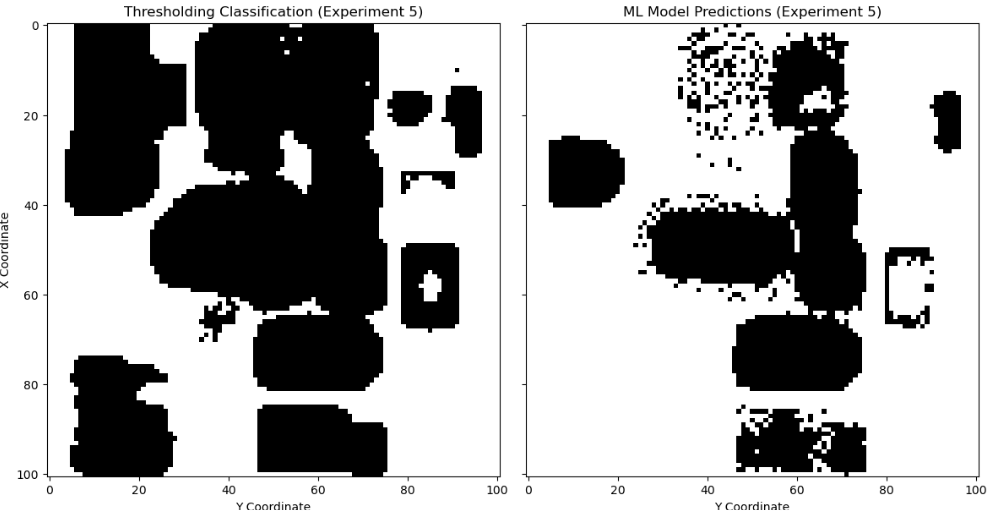 Thresholding Classification (Experiment 5)
ML Model Predictions (Experiment 5)
X Coordinate
0
20
40
60
80
100
0 20 40 60 80 100
0 20 40 60 80 100
Y Coordinate
Y Coordinate